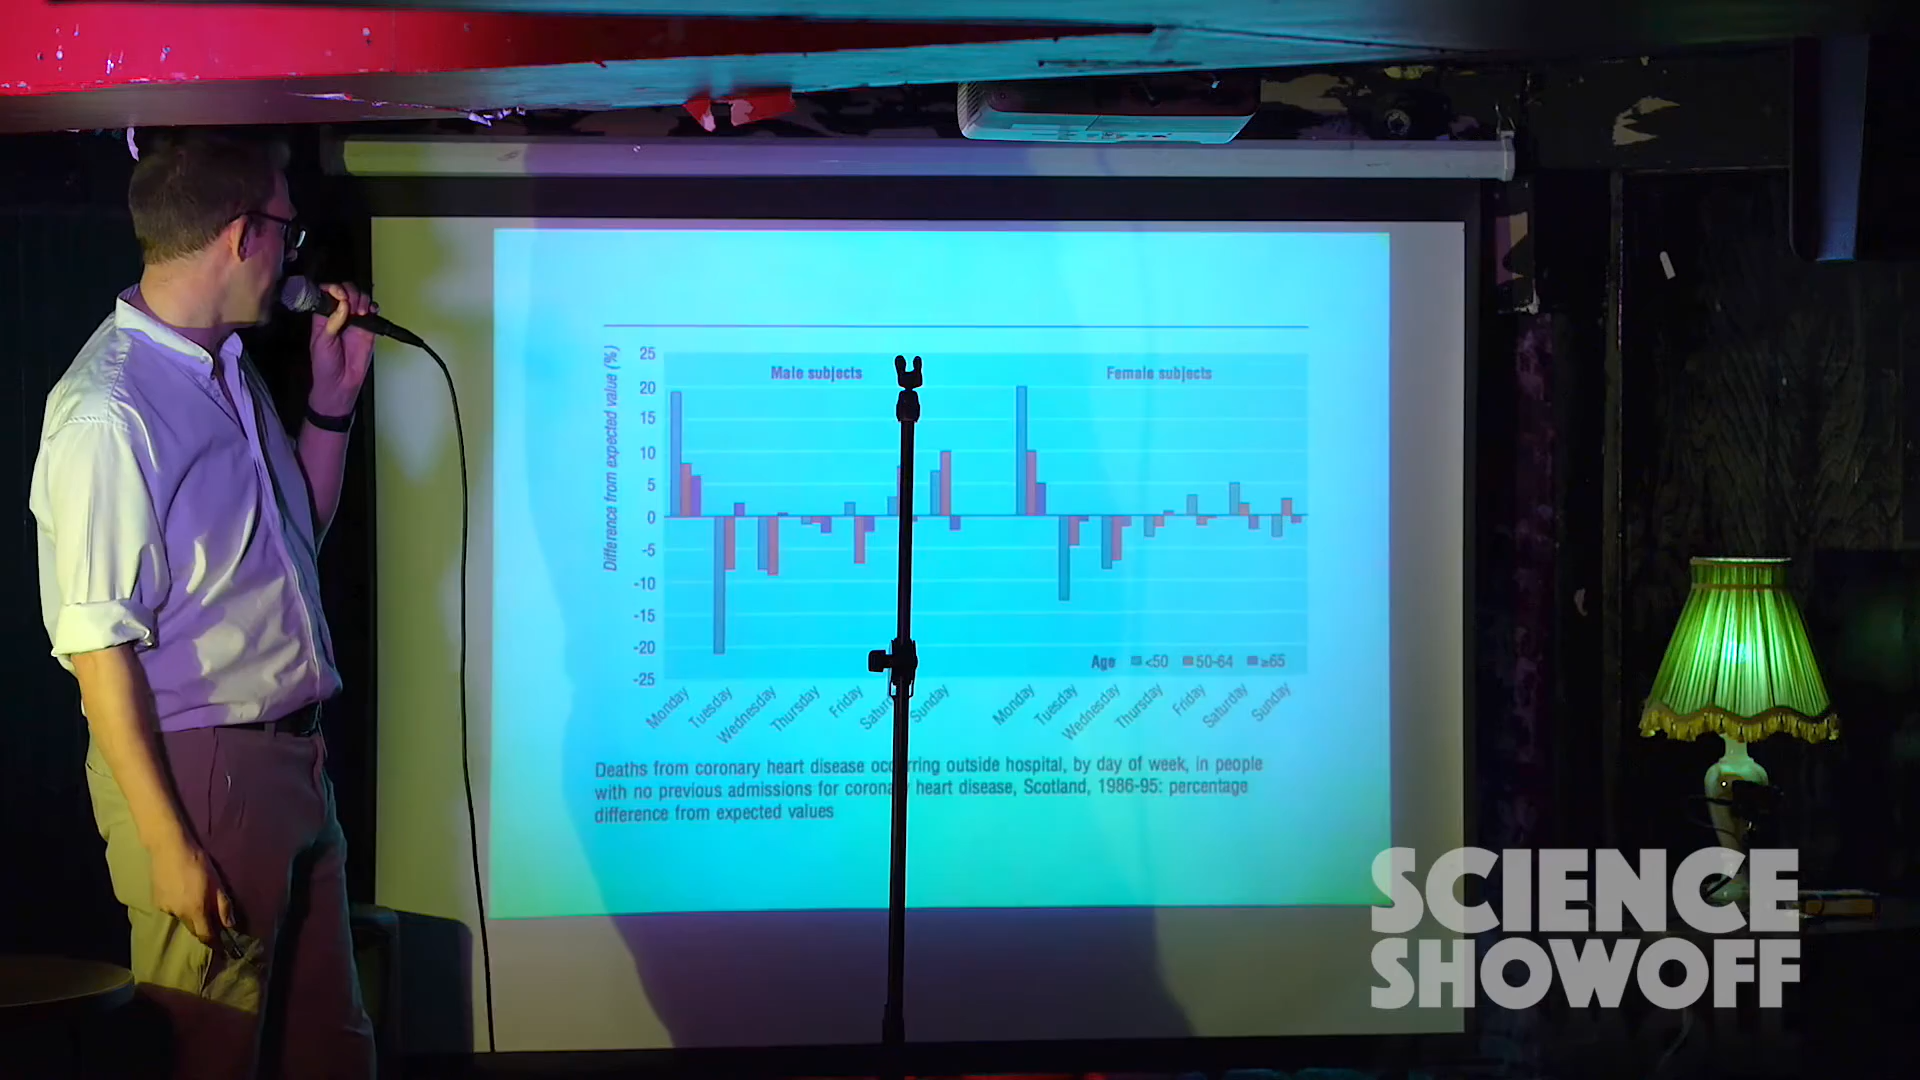 Difference from expected value (%)
25
20
15
10
5
0
-5
-10
-15
-20
-25
Male subjects
Female subjects
Age <50 50-64 ≥65
Monday
Tuesday
Wednesday
Thursday
Friday
Sunday
Monday
Tuesday
Wednesday
Thursday
Friday
Saturday
Sunday
Deaths from coronary heart disease occurring outside hospital, by day of week, in people
with no previous admissions for coronary heart disease, Scotland, 1986-95: percentage
difference from expected values
SCIENCE
SHOWOFF